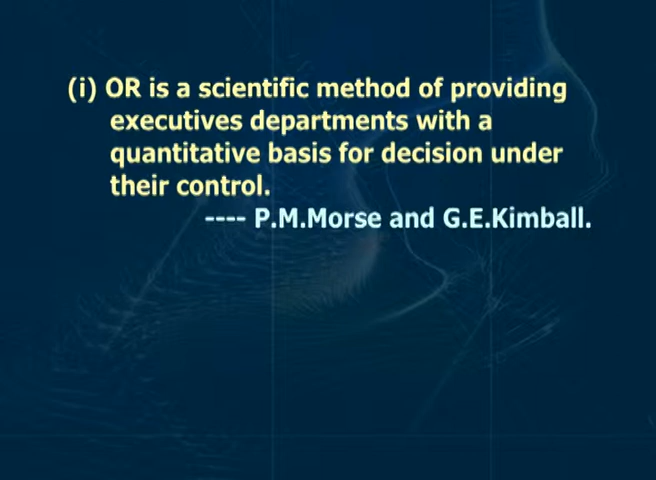 (i) OR is a scientific method of providing
executives departments with a
quantitative basis for decision under
their control.
---- P.M.Morse and G.E.Kimball.